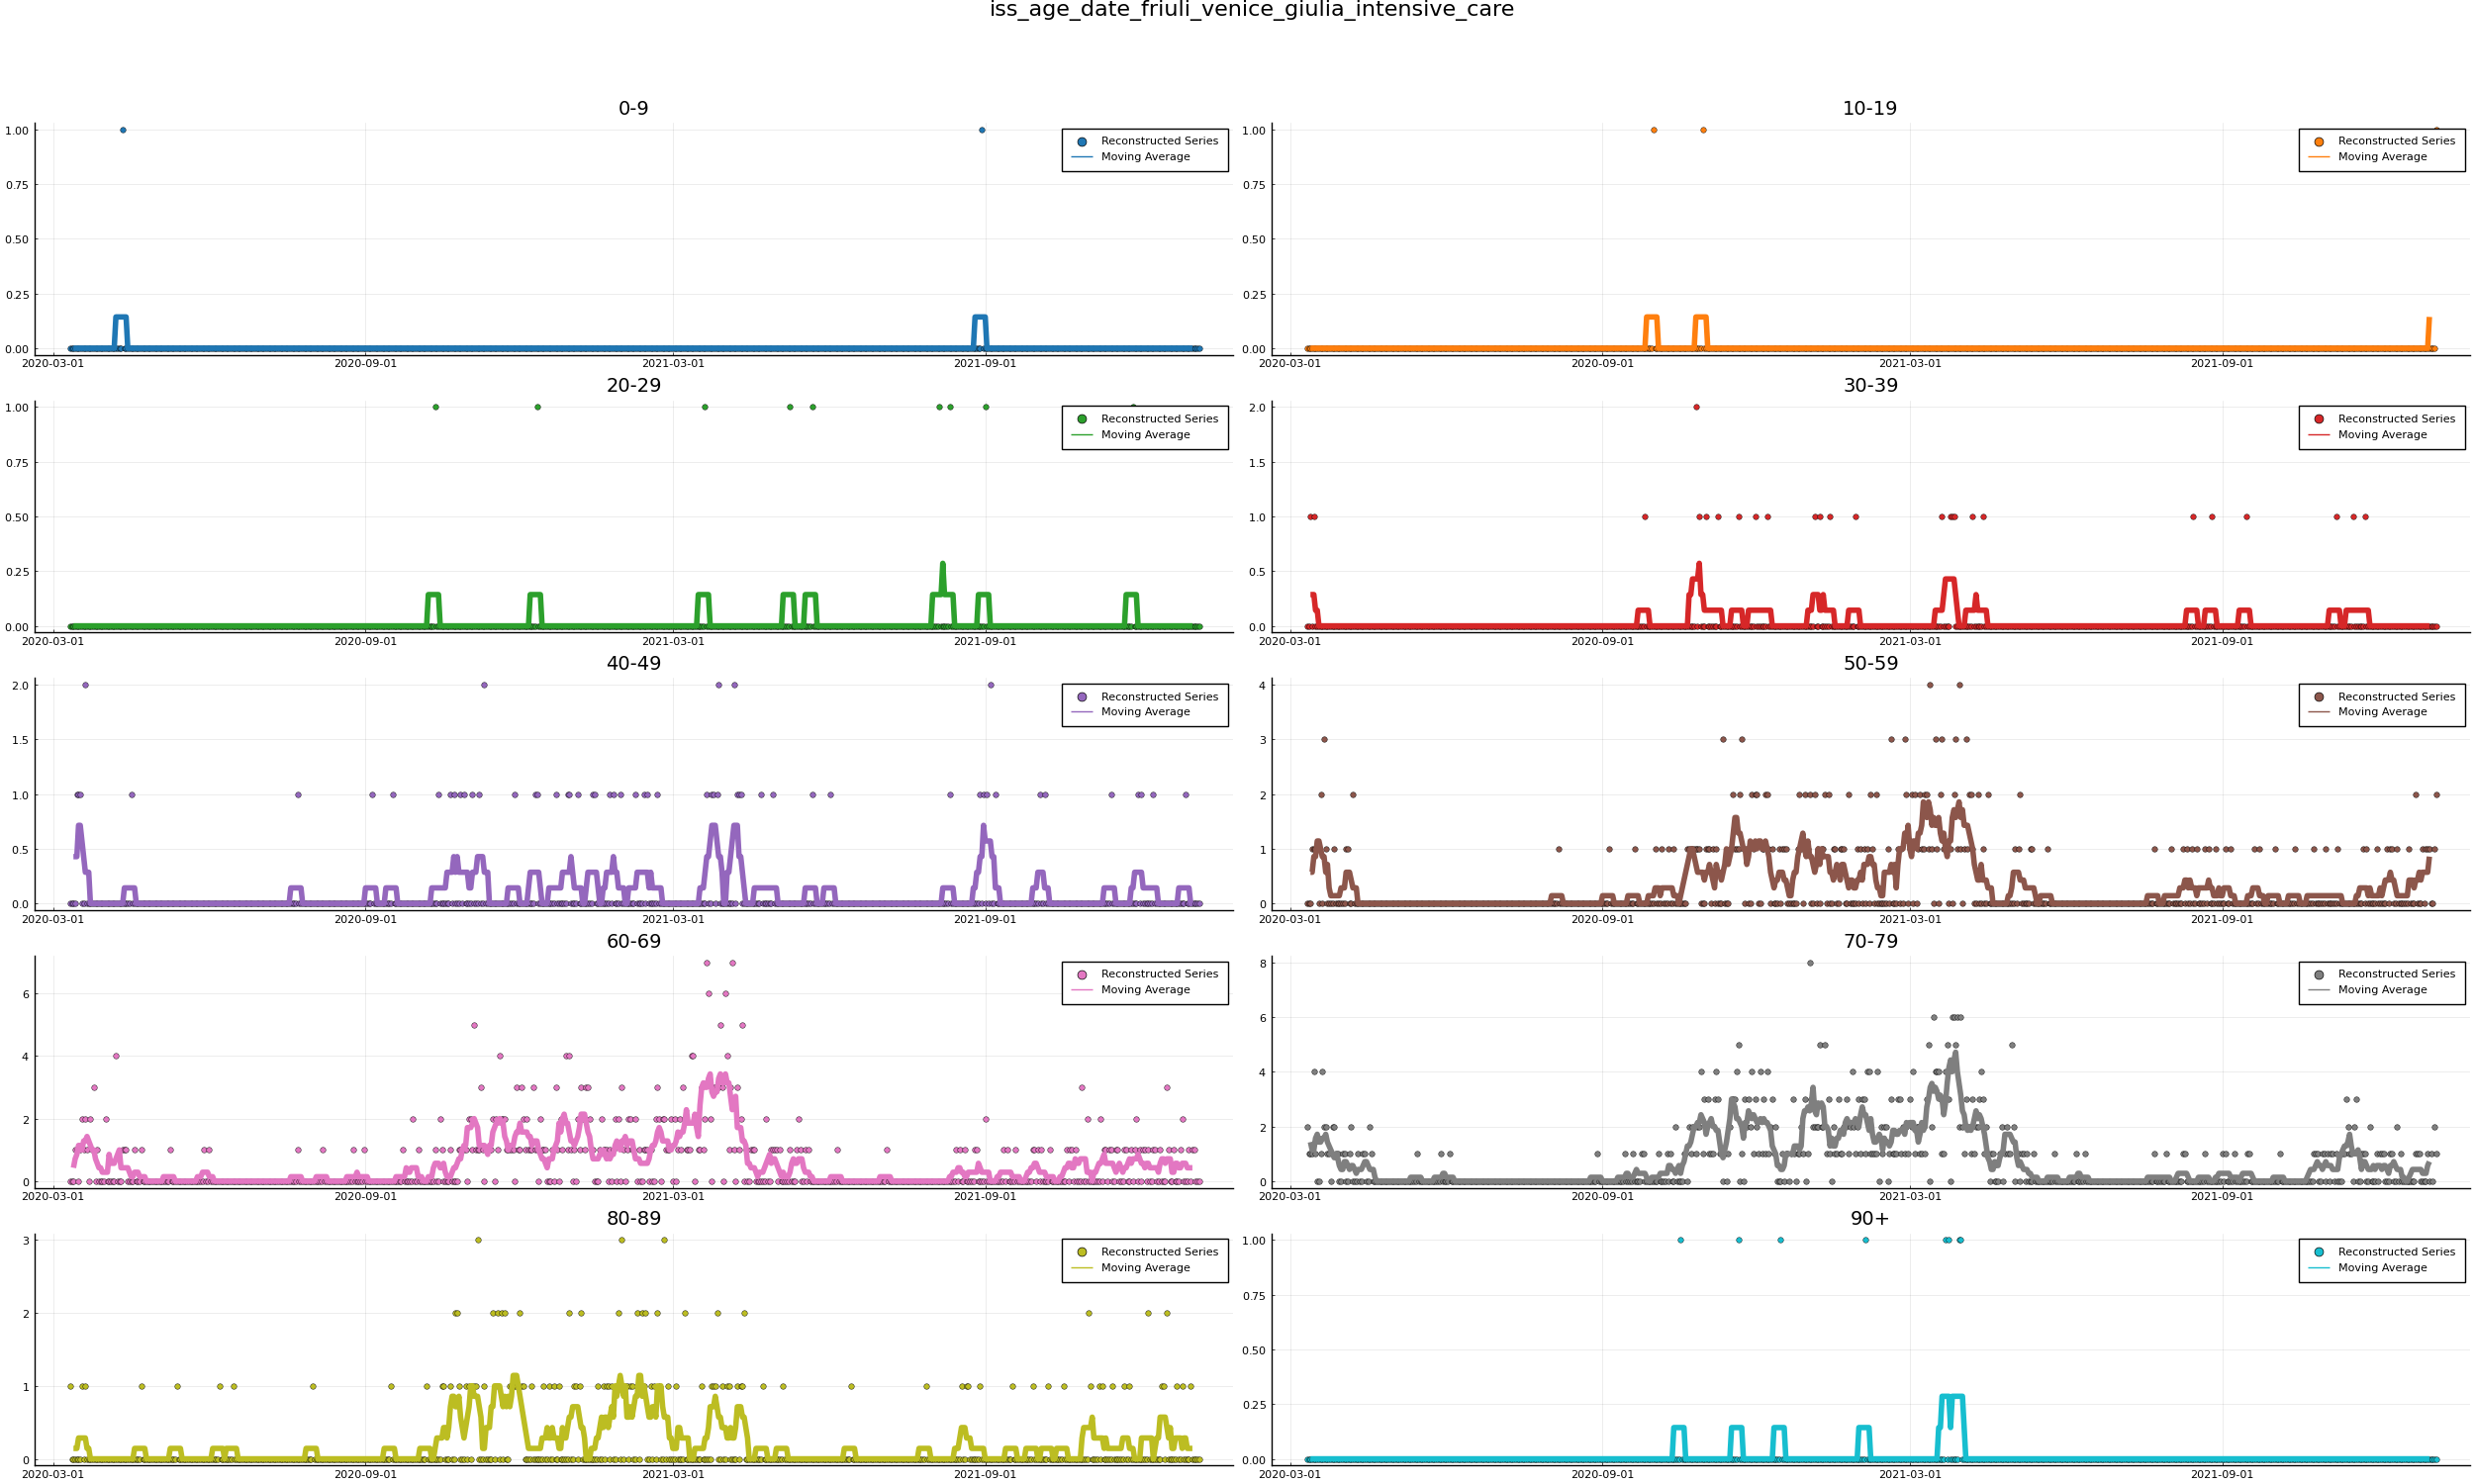 iss_age_date_friuli_venice_giulia_intensive_care
0-9
1.00
0.75
0.50
0.25
0.00
2020-03-01 2020-09-01 2021-03-01 2021-09-01
Reconstructed Series
Moving Average
10-19
1.00
0.75
0.50
0.25
0.00
2020-03-01 2020-09-01 2021-03-01 2021-09-01
Reconstructed Series
Moving Average
20-29
1.00
0.75
0.50
0.25
0.00
2020-03-01 2020-09-01 2021-03-01 2021-09-01
Reconstructed Series
Moving Average
30-39
2.0
1.5
1.0
0.5
0.0
2020-03-01 2020-09-01 2021-03-01 2021-09-01
Reconstructed Series
Moving Average
40-49
2.0
1.5
1.0
0.5
0.0
2020-03-01 2020-09-01 2021-03-01 2021-09-01
Reconstructed Series
Moving Average
50-59
4
3
2
1
0
2020-03-01 2020-09-01 2021-03-01 2021-09-01
Reconstructed Series
Moving Average
60-69
6
4
2
0
2020-03-01 2020-09-01 2021-03-01 2021-09-01
Reconstructed Series
Moving Average
70-79
8
6
4
2
0
2020-03-01 2020-09-01 2021-03-01 2021-09-01
Reconstructed Series
Moving Average
80-89
3
2
1
0
2020-03-01 2020-09-01 2021-03-01 2021-09-01
Reconstructed Series
Moving Average
90+
1.00
0.75
0.50
0.25
0.00
2020-03-01 2020-09-01 2021-03-01 2021-09-01
Reconstructed Series
Moving Average